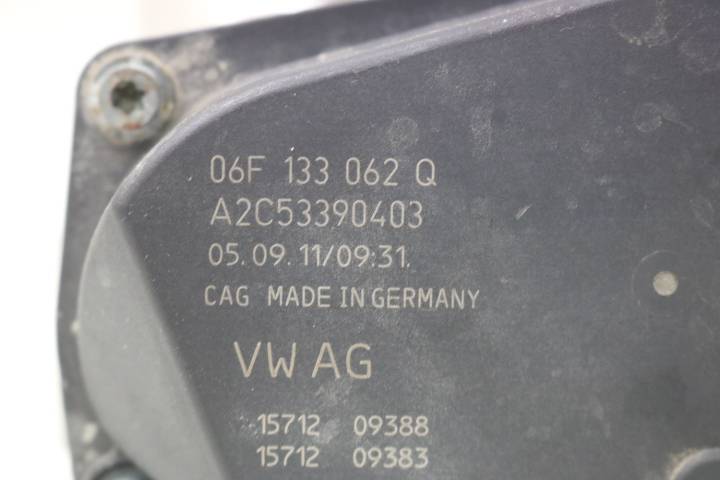 06F 133 062 Q
A2C53390403
05.09.11/09:31.
CAG MADE IN GERMANY
VW AG
15712 09388
15712 09383